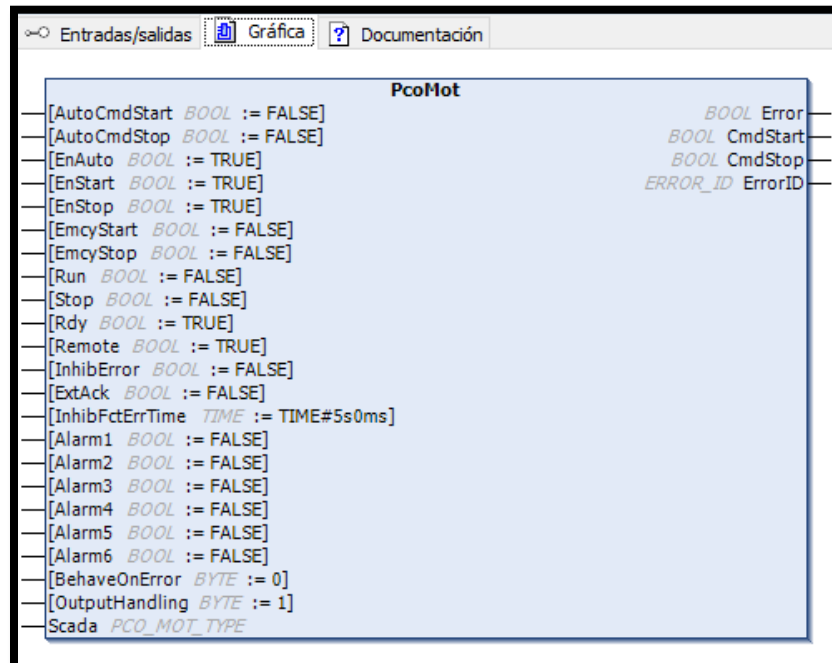 Entradas/salidas Gráfica ? Documentación
PcoMot
[AutoCmdStart BOOL := FALSE] BOOL Error
[AutoCmdStop BOOL := FALSE] BOOL CmdStart
[EnAuto BOOL := TRUE] BOOL CmdStop
[EnStart BOOL := TRUE] ERROR_ID ErrorID
[EnStop BOOL := TRUE]
[EmcyStart BOOL := FALSE]
[EmcyStop BOOL := FALSE]
[Run BOOL := FALSE]
[Stop BOOL := FALSE]
[Rdy BOOL := TRUE]
[Remote BOOL := TRUE]
[InhibError BOOL := FALSE]
[ExtAck BOOL := FALSE]
[InhibFctErrTime TIME := TIME#5s0ms]
[Alarm1 BOOL := FALSE]
[Alarm2 BOOL := FALSE]
[Alarm3 BOOL := FALSE]
[Alarm4 BOOL := FALSE]
[Alarm5 BOOL := FALSE]
[Alarm6 BOOL := FALSE]
[BehaveOnError BYTE := 0]
[OutputHandling BYTE := 1]
Scada PCO_MOT_TYPE